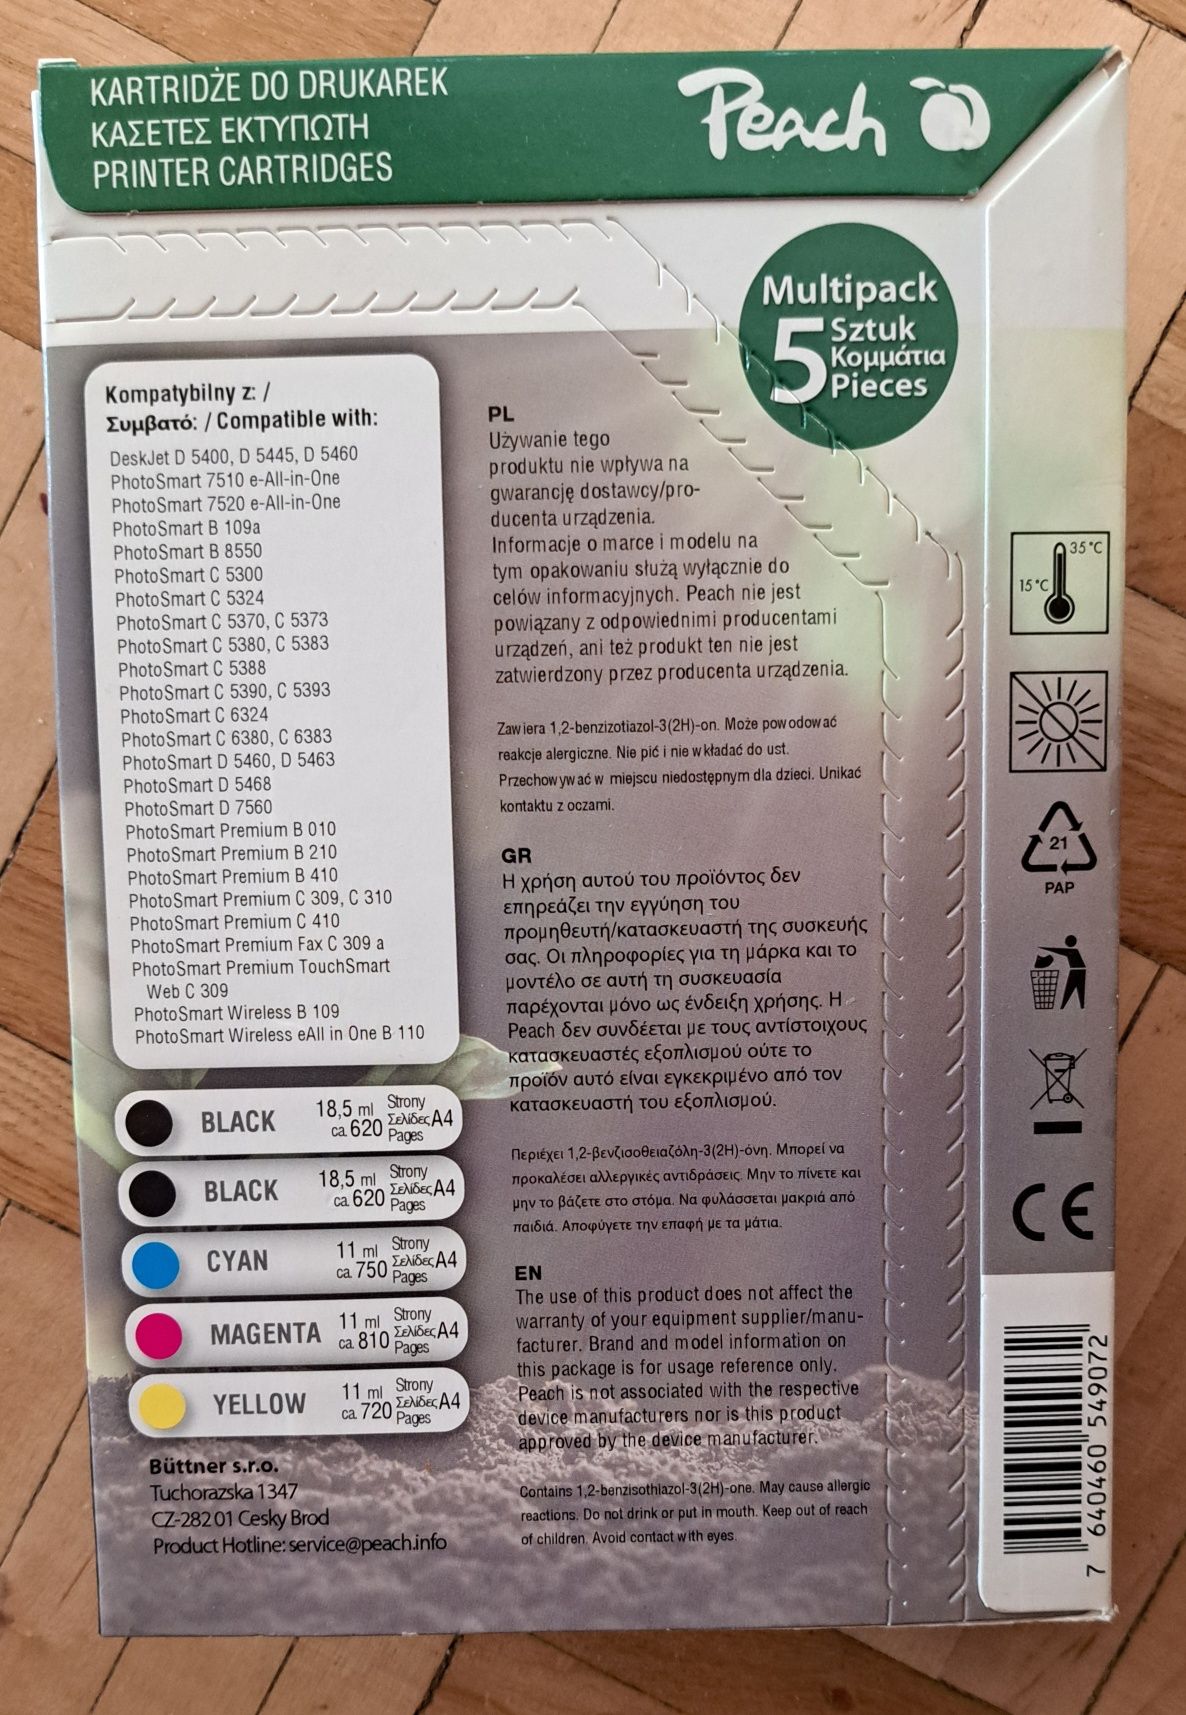 KARTRIDŻE DO DRUKAREK
ΚΑΣΕΤΕΣ ΕΚΤΥΠΩΤΗ
PRINTER CARTRIDGES
Peach
Multipack
5 Sztuk
Κομμάτια
Pieces
Kompatybilny z: /
Συμβατό: / Compatible with:
DeskJet D 5400, D 5445, D 5460
PhotoSmart 7510 e-All-in-One
PhotoSmart 7520 e-All-in-One
PhotoSmart B 109a
PhotoSmart B 8550
PhotoSmart C 5300
PhotoSmart C 5324
PhotoSmart C 5370, C 5373
PhotoSmart C 5380, C 5383
PhotoSmart C 5388
PhotoSmart C 5390, C 5393
PhotoSmart C 6324
PhotoSmart C 6380, C 6383
PhotoSmart D 5460, D 5463
PhotoSmart D 5468
PhotoSmart D 7560
PhotoSmart Premium B 010
PhotoSmart Premium B 210
PhotoSmart Premium B 410
PhotoSmart Premium C 309, C 310
PhotoSmart Premium C 410
PhotoSmart Premium Fax C 309 a
PhotoSmart Premium TouchSmart
Web C 309
PhotoSmart Wireless B 109
PhotoSmart Wireless eAll in One B 110
BLACK 18,5 ml ca. 620 Strony Σελίδες Pages A4
BLACK 18,5 ml ca. 620 Strony Σελίδες Pages A4
CYAN 11 ml ca. 750 Strony Σελίδες Pages A4
MAGENTA 11 ml ca. 810 Strony Σελίδες Pages A4
YELLOW 11 ml ca. 720 Strony Σελίδες Pages A4
Büttner s.r.o.
Tuchorazska 1347
CZ-282 01 Cesky Brod
Product Hotline: service@peach.info
PL
Używanie tego
produktu nie wpływa na
gwarancję dostawcy/pro-
ducenta urządzenia.
Informacje o marce i modelu na
tym opakowaniu służą wyłącznie do
celów informacyjnych. Peach nie jest
powiązany z odpowiednimi producentami
urządzeń, ani też produkt ten nie jest
zatwierdzony przez producenta urządzenia.
Zawiera 1,2-benzizotiazol-3(2H)-on. Może powodować
reakcje alergiczne. Nie pić i nie wkładać do ust.
Przechowywać w miejscu niedostępnym dla dzieci. Unikać
kontaktu z oczami.
GR
Η χρήση αυτού του προϊόντος δεν
επηρεάζει την εγγύηση του
προμηθευτή/κατασκευαστή της συσκευής
σας. Οι πληροφορίες για τη μάρκα και το
μοντέλο σε αυτή τη συσκευασία
παρέχονται μόνο ως ένδειξη χρήσης. Η
Peach δεν συνδέεται με τους αντίστοιχους
κατασκευαστές εξοπλισμού ούτε το
προϊόν αυτό είναι εγκεκριμένο από τον
κατασκευαστή του εξοπλισμού.
Περιέχει 1,2-βενζισοθειαζόλη-3(2H)-όνη. Μπορεί να
προκαλέσει αλλεργικές αντιδράσεις. Μην το πίνετε και
μην το βάζετε στο στόμα. Να φυλάσσεται μακριά από
παιδιά. Αποφύγετε την επαφή με τα μάτια.
EN
The use of this product does not affect the
warranty of your equipment supplier/manu-
facturer. Brand and model information on
this package is for usage reference only.
Peach is not associated with the respective
device manufacturers nor is this product
approved by the device manufacturer.
Contains 1,2-benzisothiazol-3(2H)-one. May cause allergic
reactions. Do not drink or put in mouth. Keep out of reach
of children. Avoid contact with eyes.
35°C
15°C
21
PAP
CE
7 640460 549072